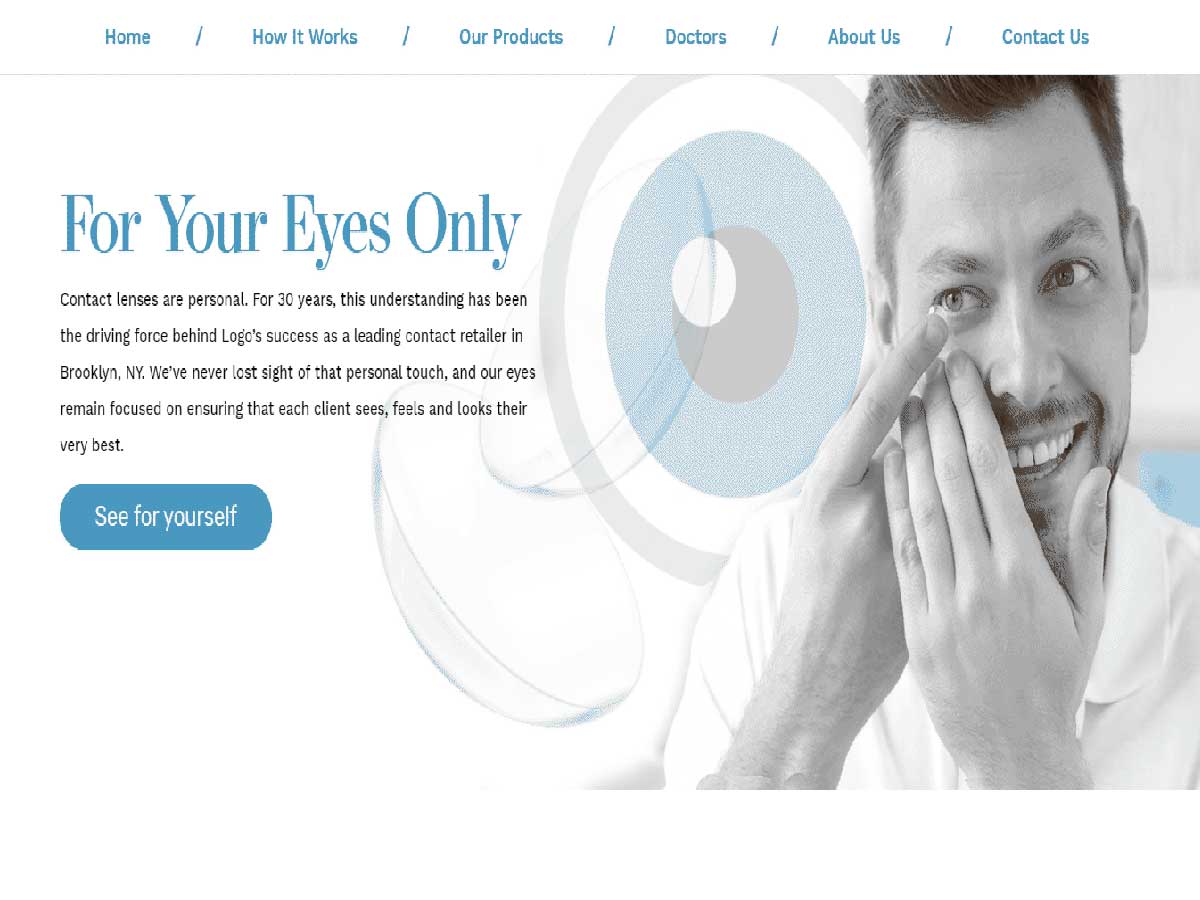 Home / How It Works / Our Products / Doctors / About Us / Contact Us
For Your Eyes Only
Contact lenses are personal. For 30 years, this understanding has been
the driving force behind Logo's success as a leading contact retailer in
Brooklyn, NY. We've never lost sight of that personal touch, and our eyes
remain focused on ensuring that each client sees, feels and looks their
very best.
See for yourself